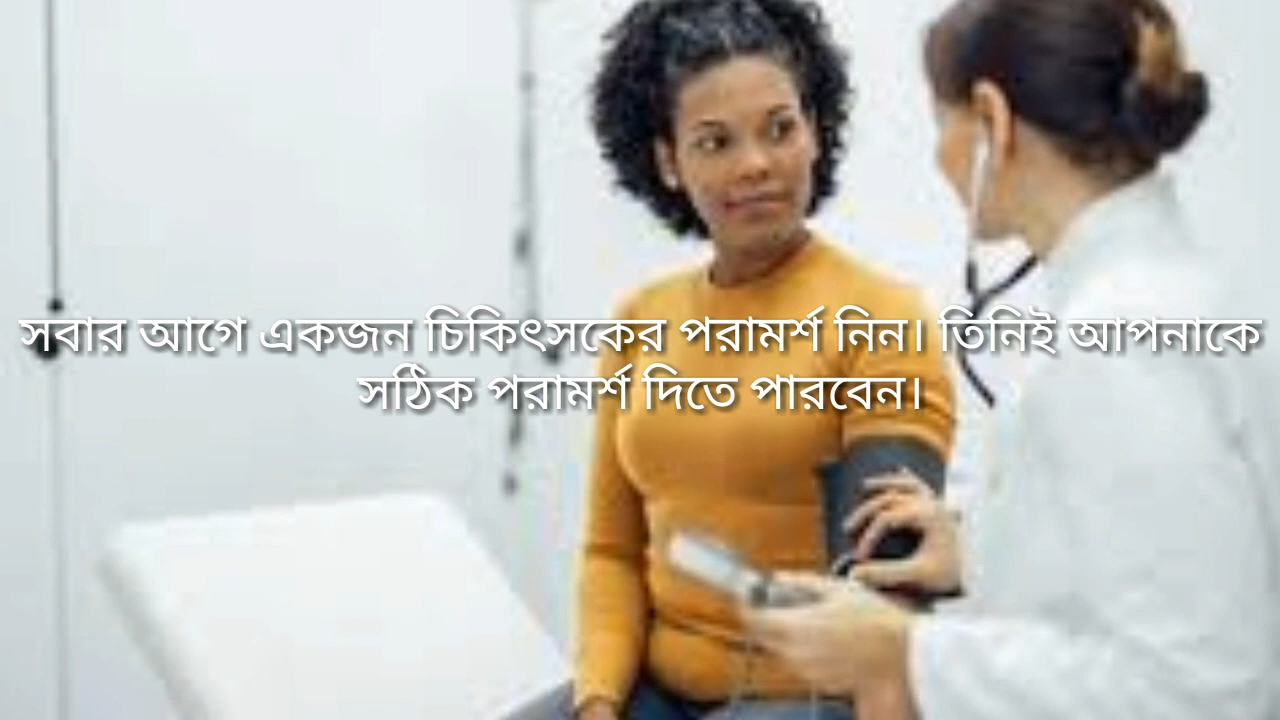 সবার আগে একজন চিকিৎসকের পরামর্শ নিন। তিনিই আপনাকে
সঠিক পরামর্শ দিতে পারবেন।